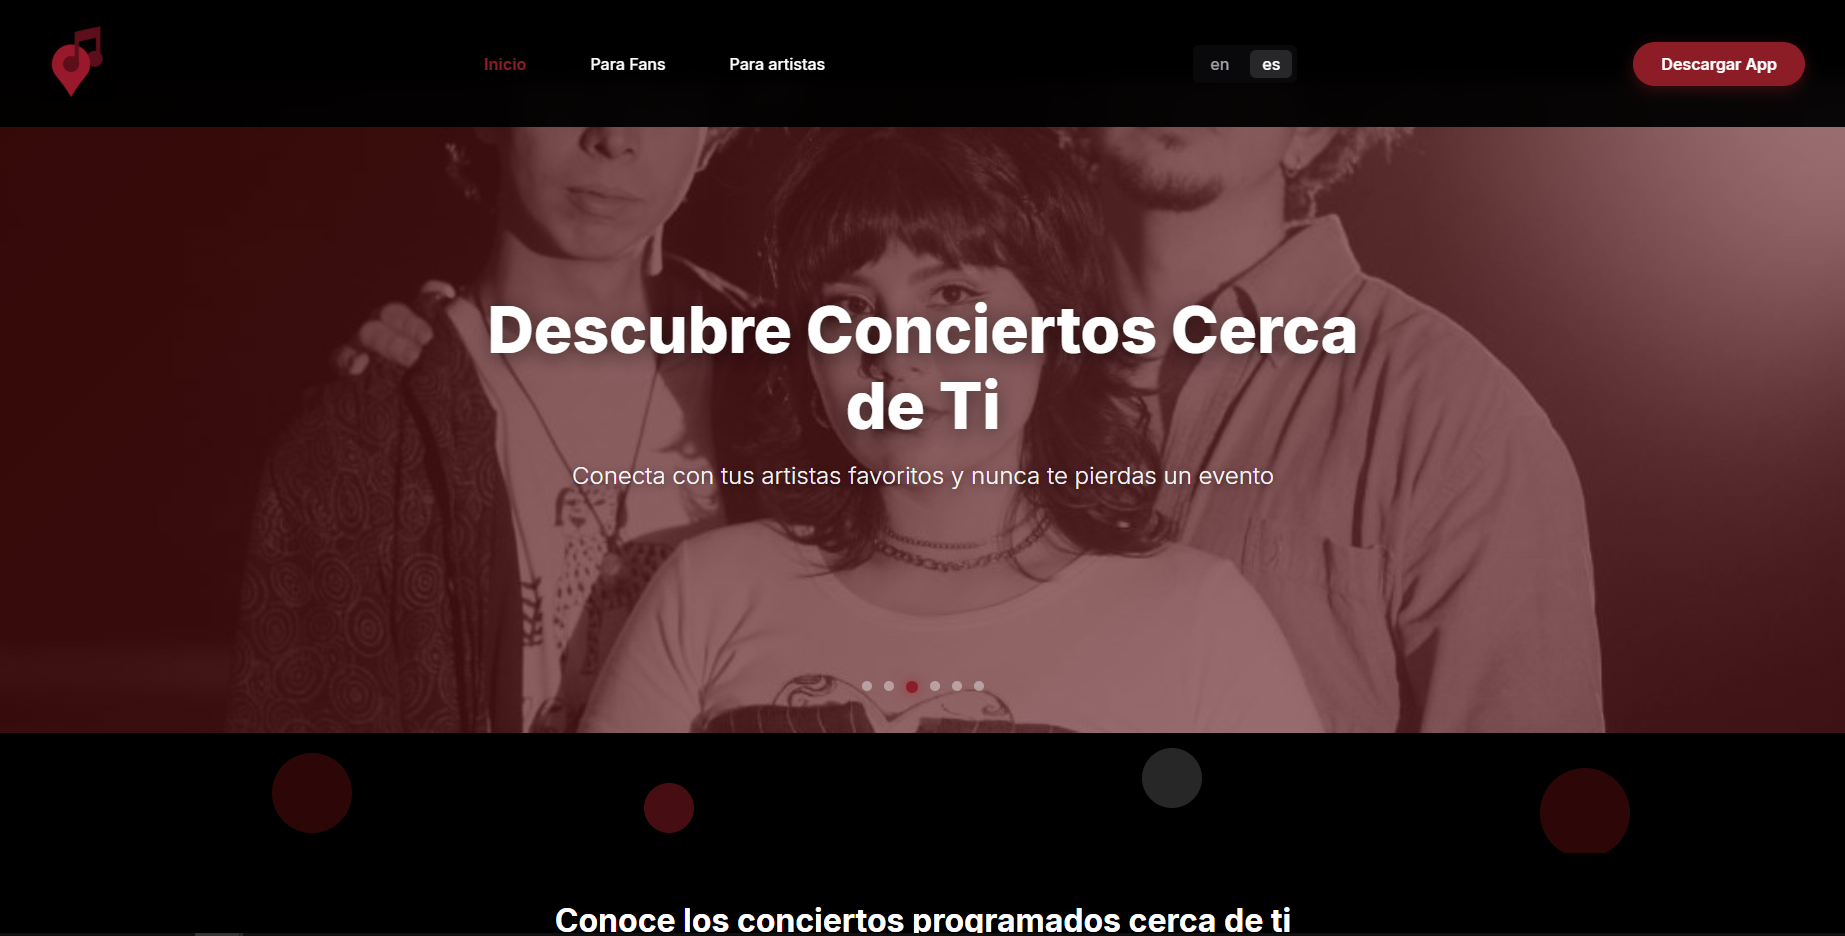 Inicio
Para Fans
Para artistas
en
es
Descargar App
Descubre Conciertos Cerca
de Ti
Conecta con tus artistas favoritos y nunca te pierdas un evento
Conoce los conciertos programados cerca de ti